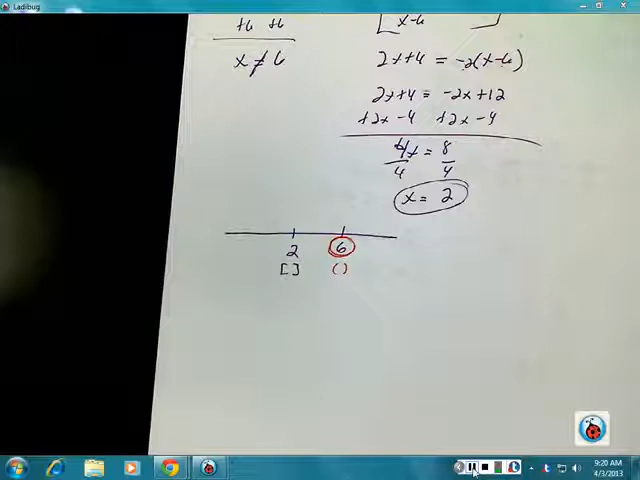 Ladibug
+6 +6
x ≠ 6
x-6
2x+4 = -2(x-6)
2x+4 = -2x+12
+2x -4 +2x -4
x = 8
4 4
x = 2
2 6
[ ] ( )
9:20 AM
4/3/2013